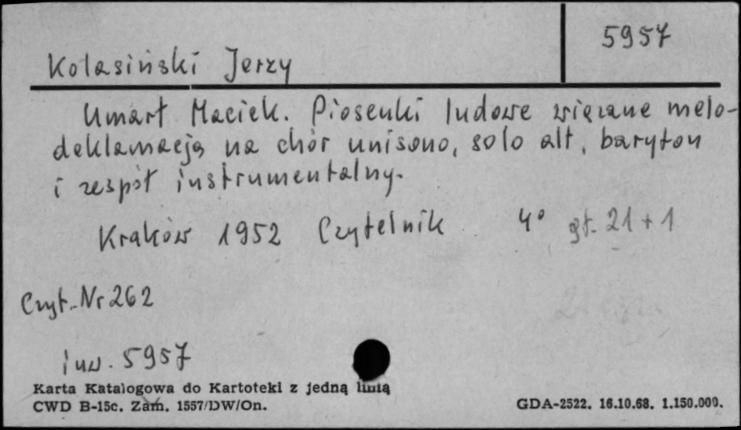 5957
Kolasiński Jerzy
Umarł Maciek. Piosenki ludowe wiązane melo-
deklamacją na chór unisono, solo alt, baryton
i zespół instrumentalny.
Kraków 1952 Czytelnik 4° gł. 21 + 1
Czyt. Nr 262
inw. 5957
Karta Katalogowa do Kartoteki z jedną linią
CWD B-15c. Zam. 1557/DW/On.
GDA-2522. 16.10.68. 1.150.000.